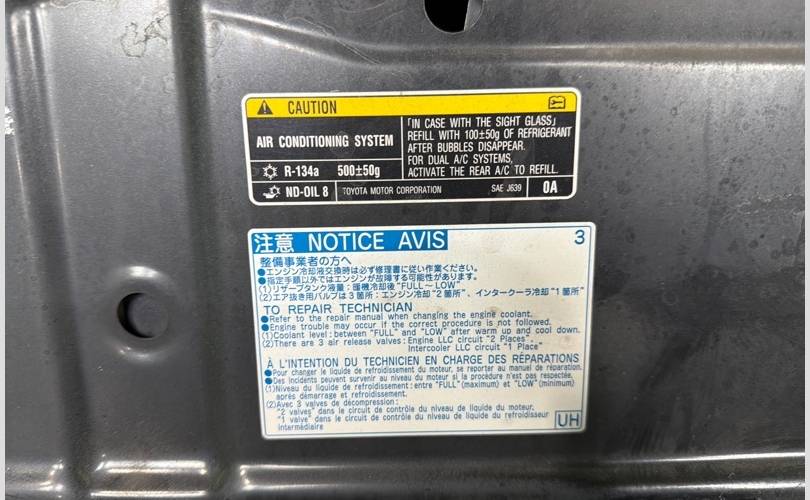 CAUTION
AIR CONDITIONING SYSTEM
R-134a 500±50g
ND-OIL 8 TOYOTA MOTOR CORPORATION SAE J639 0A
「IN CASE WITH THE SIGHT GLASS」
REFILL WITH 100±50g OF REFRIGERANT
AFTER BUBBLES DISAPPEAR.
FOR DUAL A/C SYSTEMS,
ACTIVATE THE REAR A/C TO REFILL.
注意 NOTICE AVIS 3
整備事業者の方へ
●エンジン冷却液交換時は必ず修理書に従い作業ください。
●指定手順以外ではエンジンが故障する可能性があります。
(1)リザーブタンク液量：暖機冷却後“FULL～LOW”
(2)エア抜き用バルブは3箇所：エンジン冷却“2箇所”、インタークーラ冷却“1箇所”
TO REPAIR TECHNICIAN
●Refer to the repair manual when changing the engine coolant.
●Engine trouble may occur if the correct procedure is not followed.
(1)Coolant level: between "FULL" and "LOW" after warm up and cool down.
(2)There are 3 air release valves: Engine LLC circuit "2 Places",
Intercooler LLC circuit "1 Place"
À L'INTENTION DU TECHNICIEN EN CHARGE DES RÉPARATIONS
●Pour changer le liquide de refroidissement du moteur, se reporter au manuel de réparation.
●Des incidents peuvent survenir au niveau du moteur si la procédure n'est pas respectée.
(1)Niveau du liquide de refroidissement: entre "FULL" (maximum) et "LOW" (minimum)
après démarrage et refroidissement.
(2)Avec 3 valves de décompression:
"2 valves" dans le circuit de contrôle du niveau de liquide du moteur,
"1 valve" dans le circuit de contrôle du niveau de liquide du refroidisseur
intermédiaire
UH